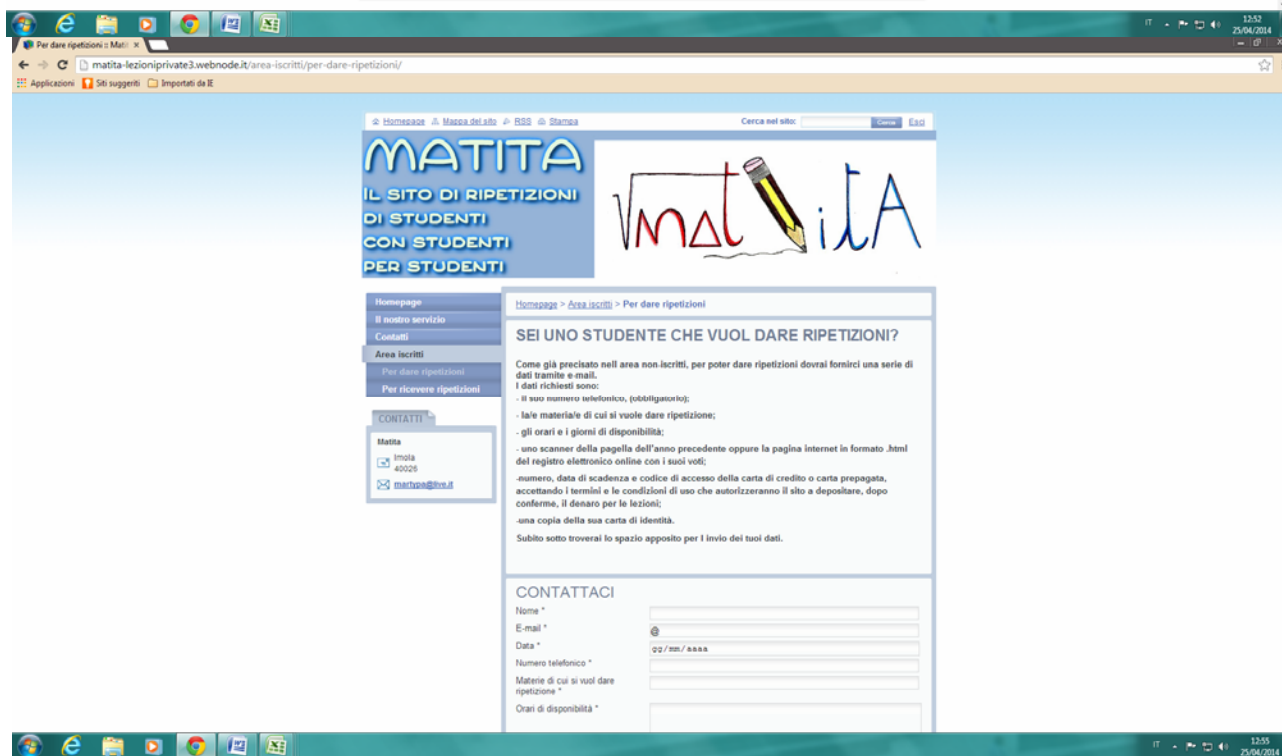 IT
12:52
25/04/2014
Per dare ripetizioni :: Mati
matita-lezioniprivate3.webnode.it/area-iscritti/per-dare-ripetizioni/
Applicazioni Siti suggeriti Importati da IE
Homepage Mappa del sito RSS Stampa Cerca nel sito: Cerca Esci
MATITA
IL SITO DI RIPETIZIONI
DI STUDENTI
CON STUDENTI
PER STUDENTI
√matitA
Homepage
Il nostro servizio
Contatti
Area iscritti
Per dare ripetizioni
Per ricevere ripetizioni
CONTATTI
Matita
Imola
40026
martypa@live.it
Homepage > Area iscritti > Per dare ripetizioni
SEI UNO STUDENTE CHE VUOL DARE RIPETIZIONI?
Come già precisato nell area non-iscritti, per poter dare ripetizioni dovrai fornirci una serie di
dati tramite e-mail.
I dati richiesti sono:
- il suo numero telefonico, (obbligatorio);
- la/e materia/e di cui si vuole dare ripetizione;
- gli orari e i giorni di disponibilità;
- uno scanner della pagella dell'anno precedente oppure la pagina internet in formato .html
del registro elettronico online con i suoi voti;
-numero, data di scadenza e codice di accesso della carta di credito o carta prepagata,
accettando i termini e le condizioni di uso che autorizzeranno il sito a depositare, dopo
conferme, il denaro per le lezioni;
-una copia della sua carta di identità.
Subito sotto troverai lo spazio apposito per l invio dei tuoi dati.
CONTATTACI
Nome *
E-mail * @
Data * gg/mm/aaaa
Numero telefonico *
Materie di cui si vuol dare
ripetizione *
Orari di disponibilità *
IT
12:55
25/04/2014